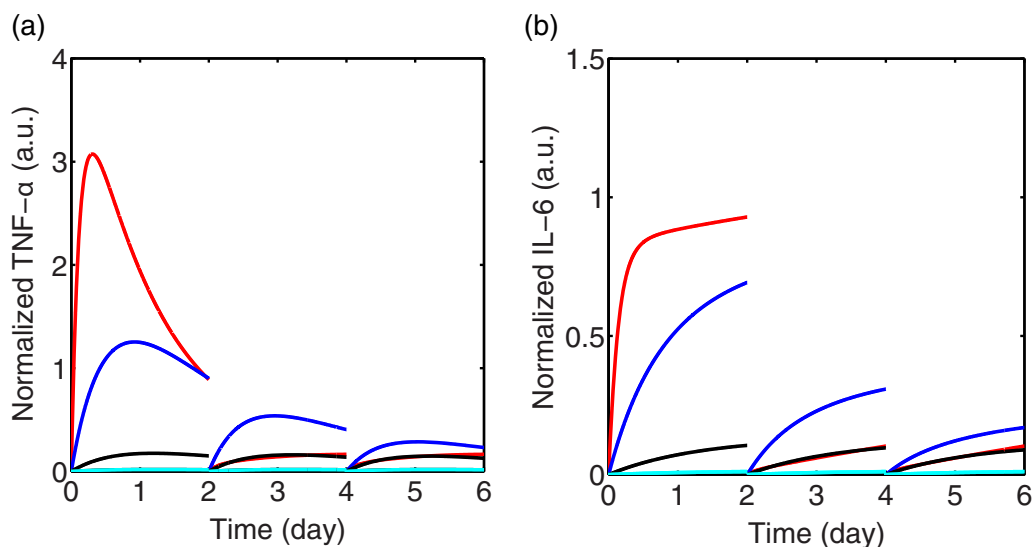 (a)
Normalized TNF−α (a.u.)
4
3
2
1
0
0 1 2 3 4 5 6
Time (day)
(b)
Normalized IL−6 (a.u.)
1.5
1
0.5
0
0 1 2 3 4 5 6
Time (day)